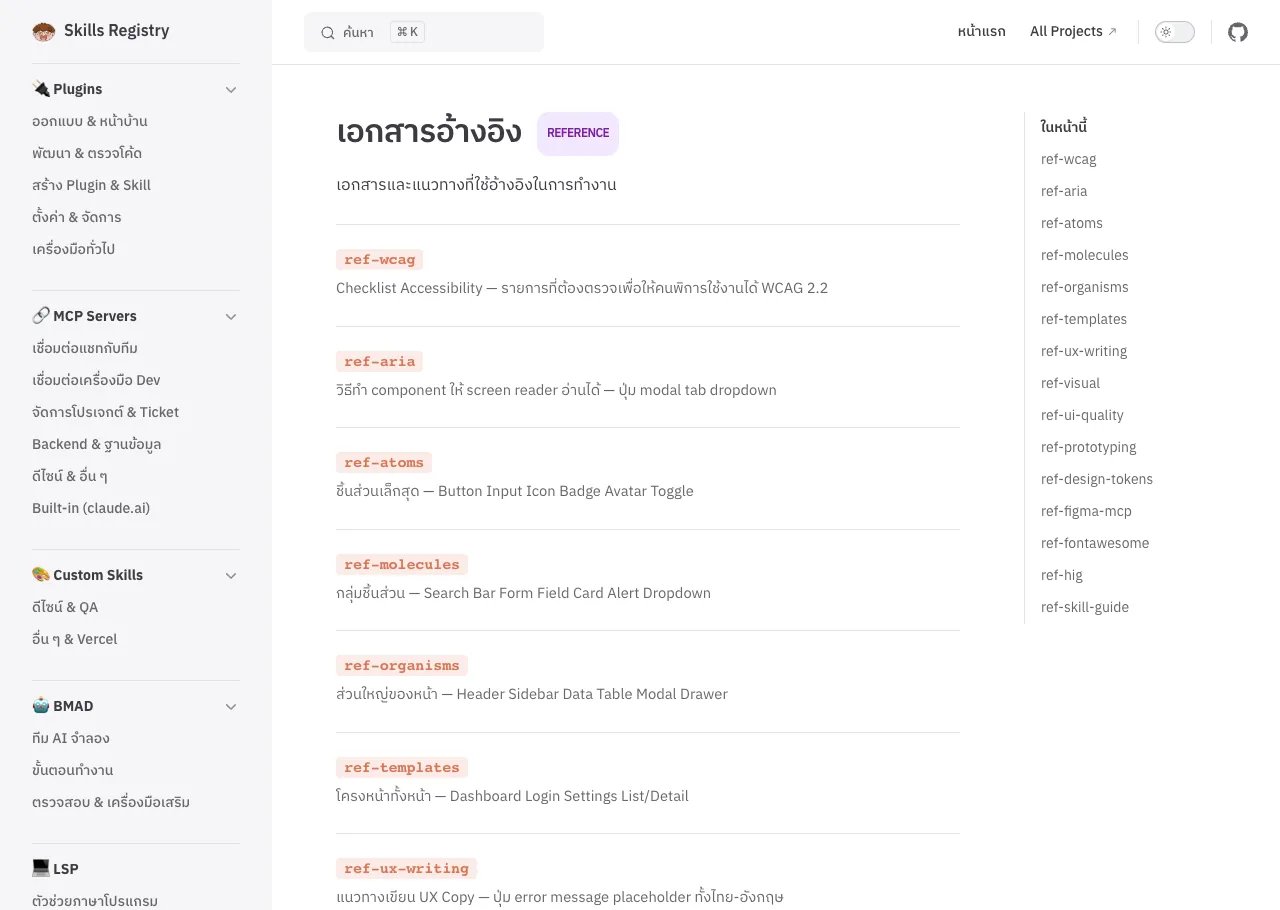 Skills Registry
ค้นหา
⌘ K
หน้าแรก
All Projects ↗
Plugins
ออกแบบ & หน้าบ้าน
พัฒนา & ตรวจโค้ด
สร้าง Plugin & Skill
ตั้งค่า & จัดการ
เครื่องมือทั่วไป
MCP Servers
เชื่อมต่อแชทกับทีม
เชื่อมต่อเครื่องมือ Dev
จัดการโปรเจกต์ & Ticket
Backend & ฐานข้อมูล
ดีไซน์ & อื่น ๆ
Built-in (claude.ai)
Custom Skills
ดีไซน์ & QA
อื่น ๆ & Vercel
BMAD
ทีม AI จำลอง
ขั้นตอนทำงาน
ตรวจสอบ & เครื่องมือเสริม
LSP
ตัวช่วยภาษาโปรแกรม
เอกสารอ้างอิง REFERENCE
เอกสารและแนวทางที่ใช้อ้างอิงในการทำงาน
ref-wcag
Checklist Accessibility — รายการที่ต้องตรวจเพื่อให้คนพิการใช้งานได้ WCAG 2.2
ref-aria
วิธีทำ component ให้ screen reader อ่านได้ — ปุ่ม modal tab dropdown
ref-atoms
ชิ้นส่วนเล็กสุด — Button Input Icon Badge Avatar Toggle
ref-molecules
กลุ่มชิ้นส่วน — Search Bar Form Field Card Alert Dropdown
ref-organisms
ส่วนใหญ่ของหน้า — Header Sidebar Data Table Modal Drawer
ref-templates
โครงหน้าทั้งหน้า — Dashboard Login Settings List/Detail
ref-ux-writing
แนวทางเขียน UX Copy — ปุ่ม error message placeholder ทั้งไทย-อังกฤษ
ในหน้านี้
ref-wcag
ref-aria
ref-atoms
ref-molecules
ref-organisms
ref-templates
ref-ux-writing
ref-visual
ref-ui-quality
ref-prototyping
ref-design-tokens
ref-figma-mcp
ref-fontawesome
ref-hig
ref-skill-guide